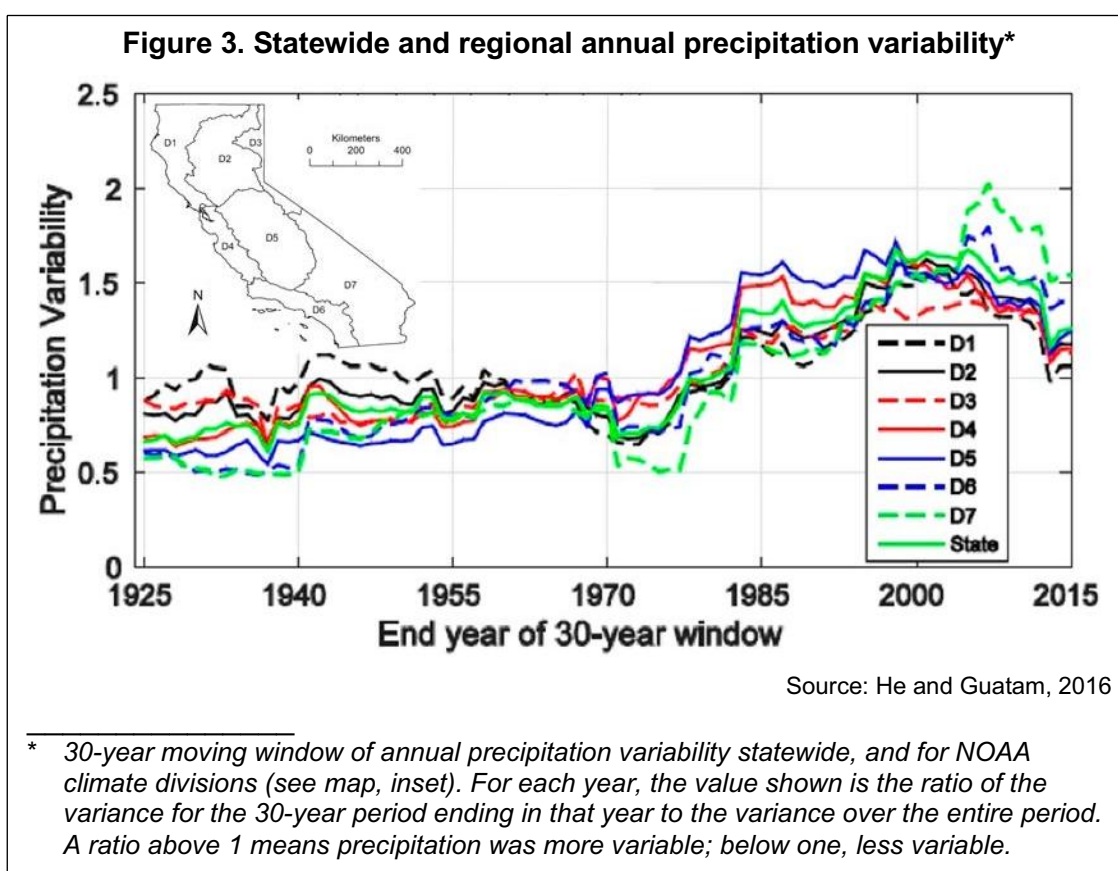 Figure 3. Statewide and regional annual precipitation variability*
2.5
2
1.5
1
0.5
0
Precipitation Variability
D1
D2
D3
D4
D5
D6
D7
N
Kilometers
0 200 400
D1
D2
D3
D4
D5
D6
D7
State
1925 1940 1955 1970 1985 2000 2015
End year of 30-year window
Source: He and Guatam, 2016
* 30-year moving window of annual precipitation variability statewide, and for NOAA
climate divisions (see map, inset). For each year, the value shown is the ratio of the
variance for the 30-year period ending in that year to the variance over the entire period.
A ratio above 1 means precipitation was more variable; below one, less variable.